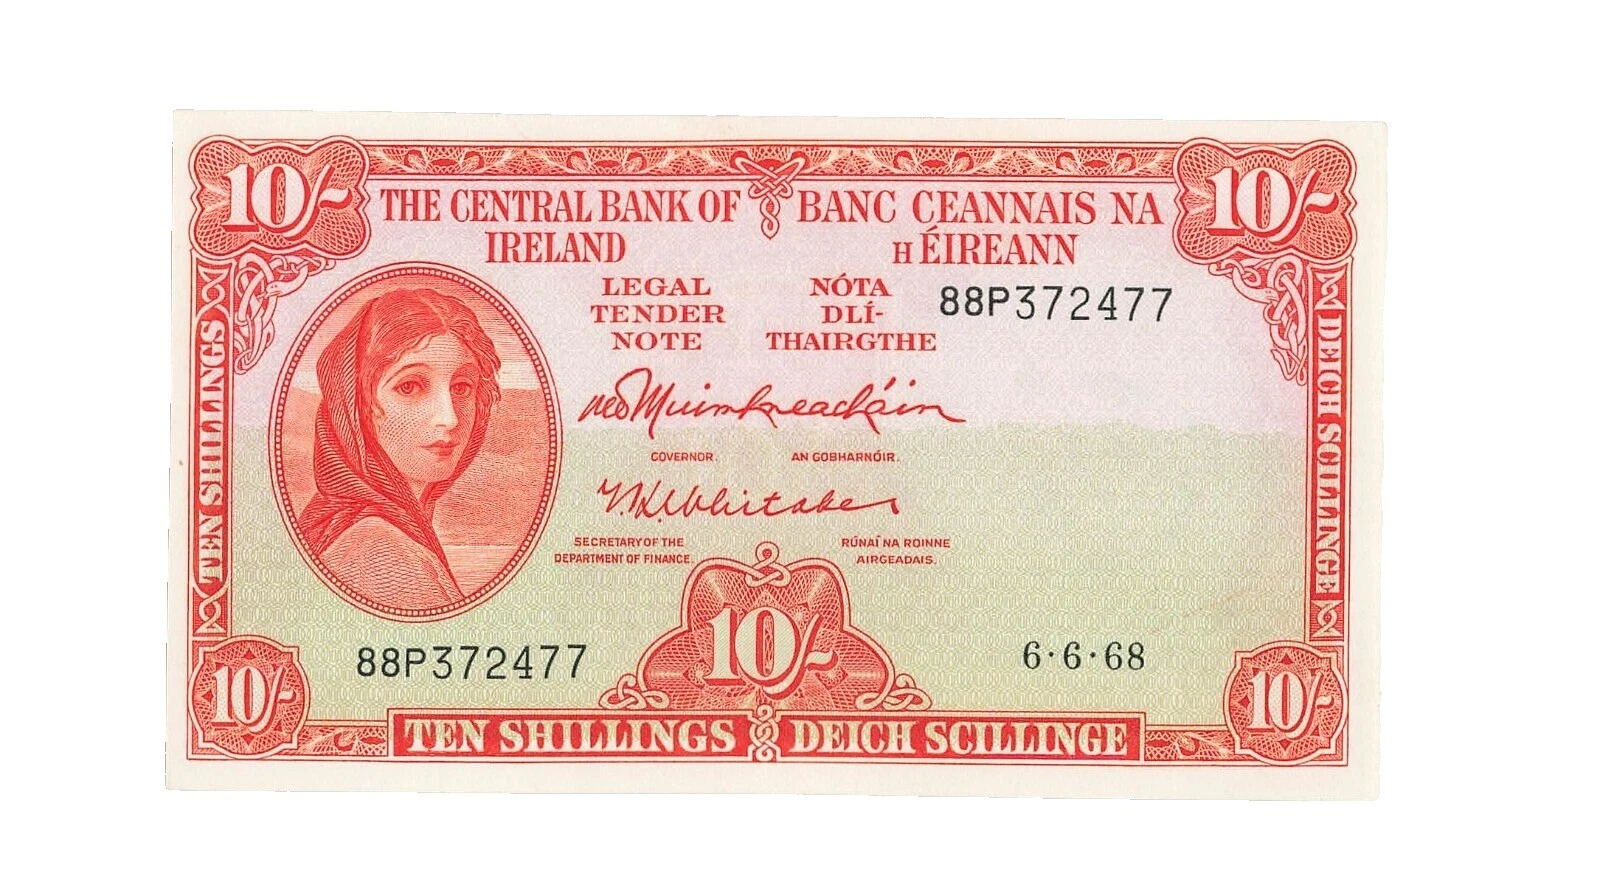 10/-
10/-
THE CENTRAL BANK OF
IRELAND
BANC CEANNAIS NA
H ÉIREANN
LEGAL
TENDER
NOTE
NÓTA
DLÍ-
THAIRGTHE
88P372477
TEN SHILLINGS
DEICH SCILLINGE
GOVERNOR.
AN GOBHARNÓIR.
T.K. Whitaker
SECRETARY OF THE
DEPARTMENT OF FINANCE.
RÚNAÍ NA ROINNE
AIRGEADAIS.
88P372477
10/-
6·6·68
10/-
10/-
TEN SHILLINGS
DEICH SCILLINGE